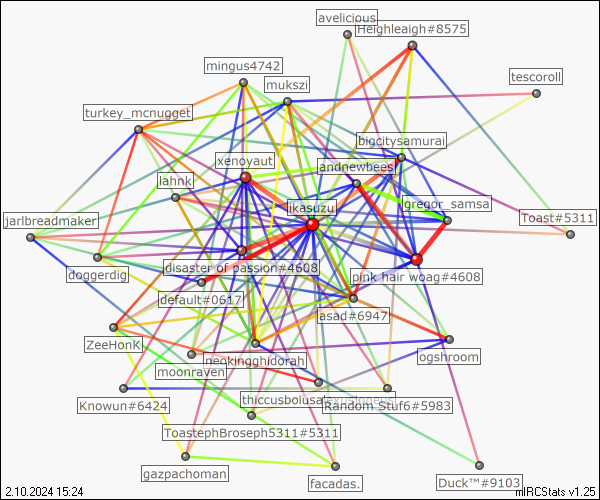 avelicious
Heighleaigh#8575
mingus4742
tescoroll
mukszi
turkey_mcnugget
bigcitysamurai
xenoyaut
andrewbees
lahnk
gregor_samsa
ikasuzu
jarlbreadmaker
Toast#5311
doggerdig
disaster of passion#4608
pink hair woag#4608
default#0617
asad#6947
ZeeHonK
neokingghidorah
ogshroom
moonraven
Knowun#6424
thiccusboiusa
Random Stuf6#5983
ToastephBroseph5311#5311
gazpachoman
facadas.
Duck™#9103
2.10.2024 15:24
mIRCStats v1.25